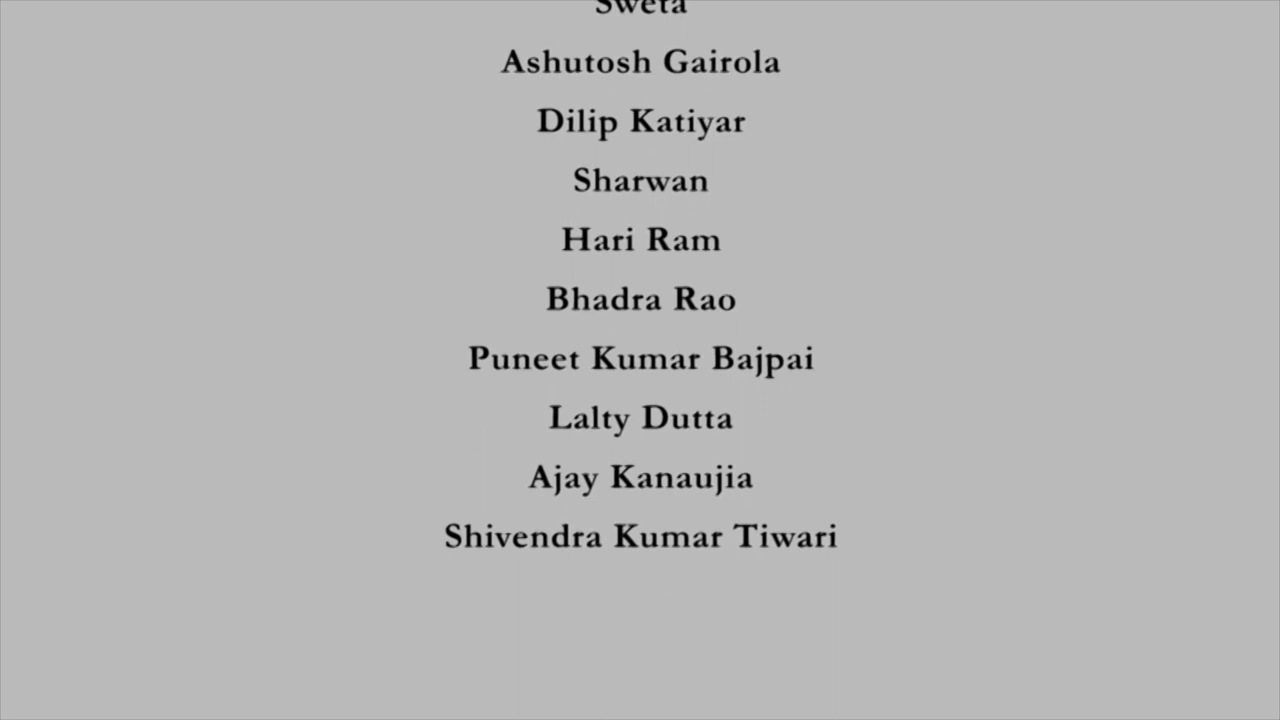 Sweta
Ashutosh Gairola
Dilip Katiyar
Sharwan
Hari Ram
Bhadra Rao
Puneet Kumar Bajpai
Lalty Dutta
Ajay Kanaujia
Shivendra Kumar Tiwari